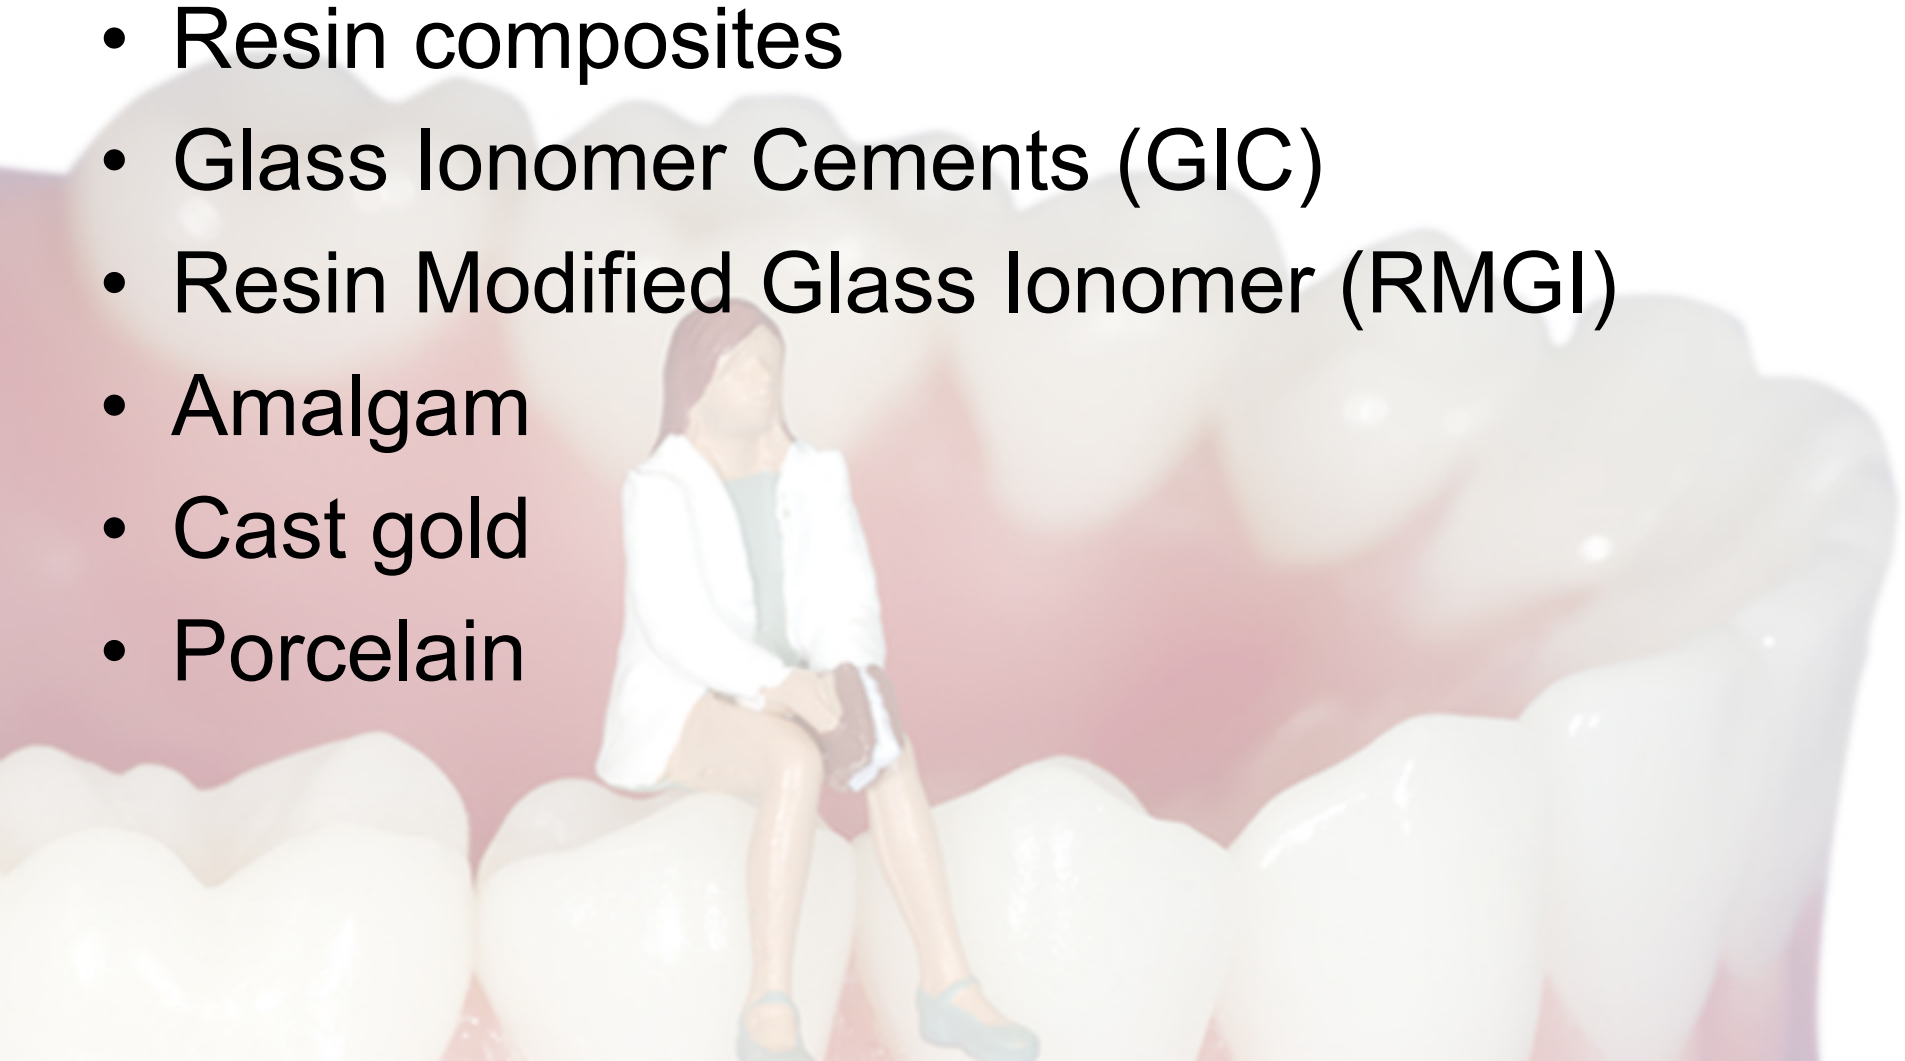 • Resin composites
• Glass Ionomer Cements (GIC)
• Resin Modified Glass Ionomer (RMGI)
• Amalgam
• Cast gold
• Porcelain